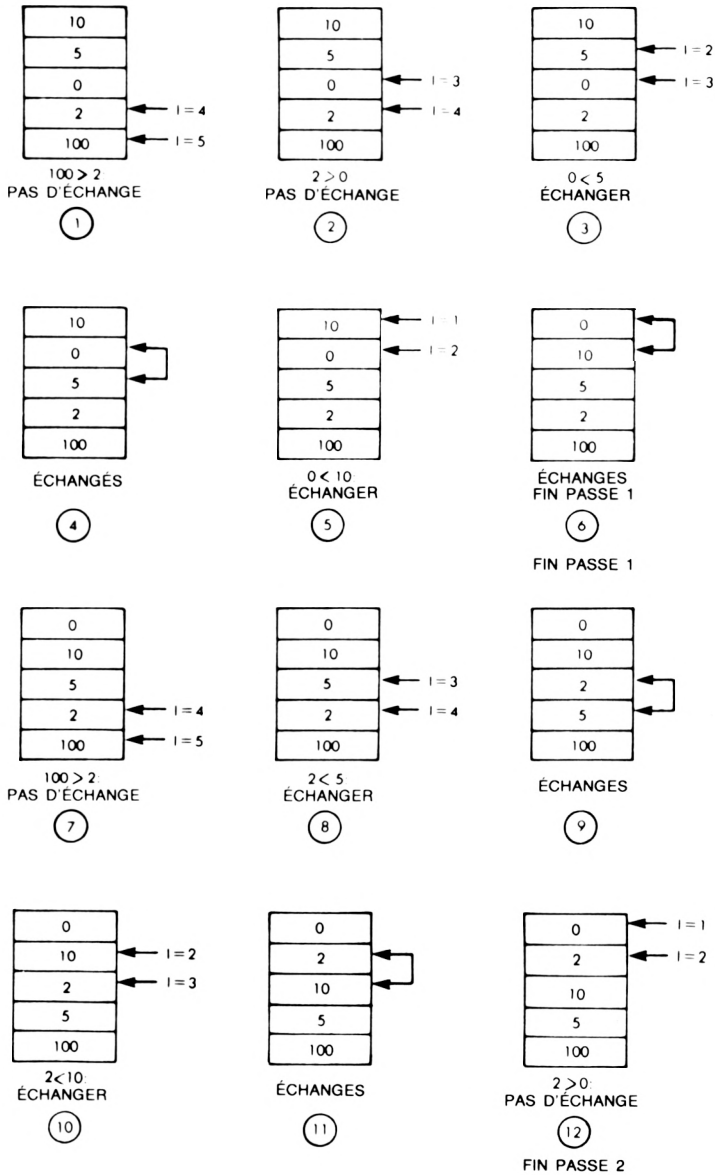 10
5
0
2
100
I = 4
I = 5
100 > 2
PAS D'ÉCHANGE
1
10
5
0
2
100
I = 3
I = 4
2 > 0
PAS D'ÉCHANGE
2
10
5
0
2
100
I = 2
I = 3
0 < 5
ÉCHANGER
3
10
0
5
2
100
ÉCHANGÉS
4
10
0
5
2
100
I = 1
I = 2
0 < 10
ÉCHANGER
5
0
10
5
2
100
ÉCHANGES
FIN PASSE 1
6
FIN PASSE 1
0
10
5
2
100
I = 4
I = 5
100 > 2:
PAS D'ÉCHANGE
7
0
10
5
2
100
I = 3
I = 4
2 < 5
ÉCHANGER
8
0
10
2
5
100
ÉCHANGES
9
0
10
2
5
100
I = 2
I = 3
2 < 10:
ÉCHANGER
10
0
2
10
5
100
ÉCHANGES
11
0
2
10
5
100
I = 1
I = 2
2 > 0:
PAS D'ÉCHANGE
12
FIN PASSE 2